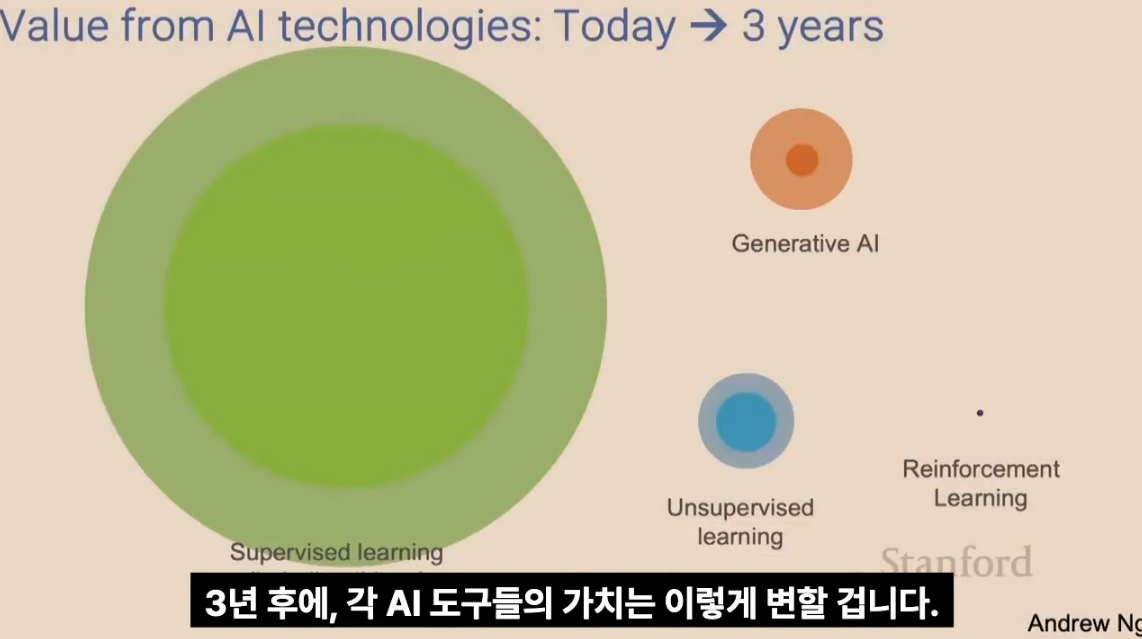 Value from AI technologies: Today → 3 years
Generative AI
Unsupervised
learning
Reinforcement
Learning
Supervised learning
Stanford
3년 후에, 각 AI 도구들의 가치는 이렇게 변할 겁니다.
Andrew Ng